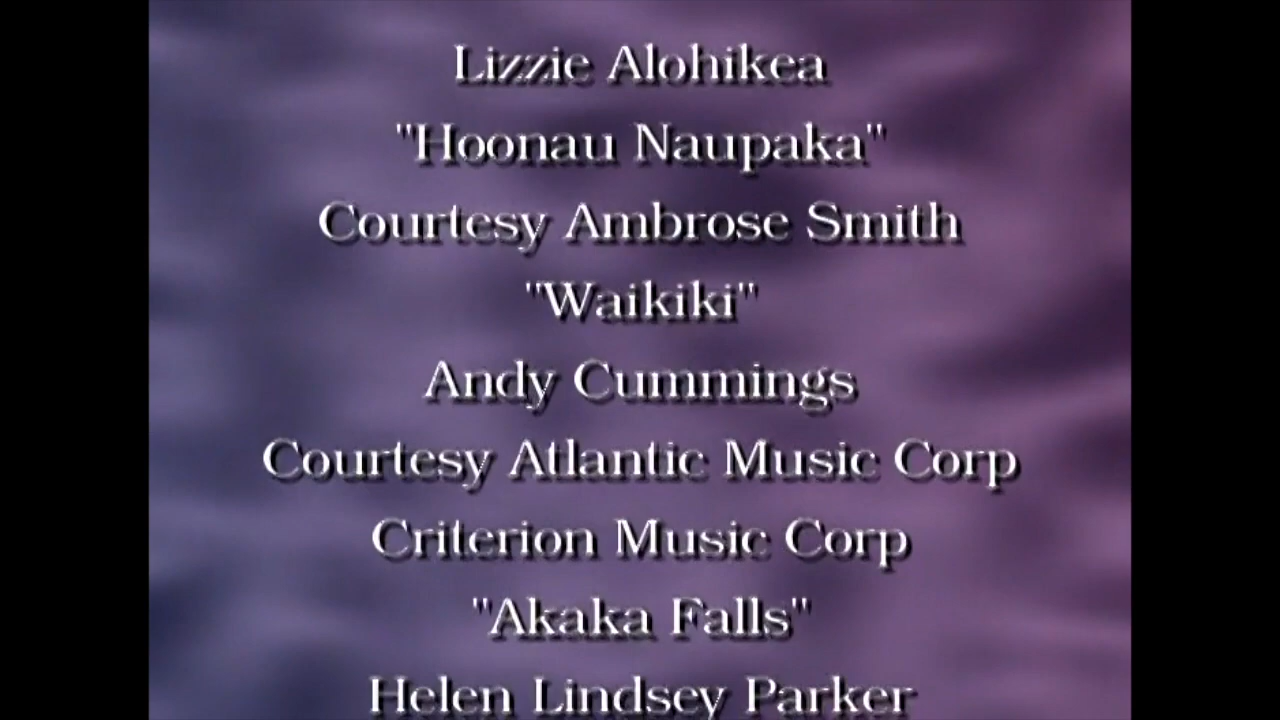 Lizzie Alohikea
"Hoonau Naupaka"
Courtesy Ambrose Smith
"Waikiki"
Andy Cummings
Courtesy Atlantic Music Corp
Criterion Music Corp
"Akaka Falls"
Helen Lindsey Parker